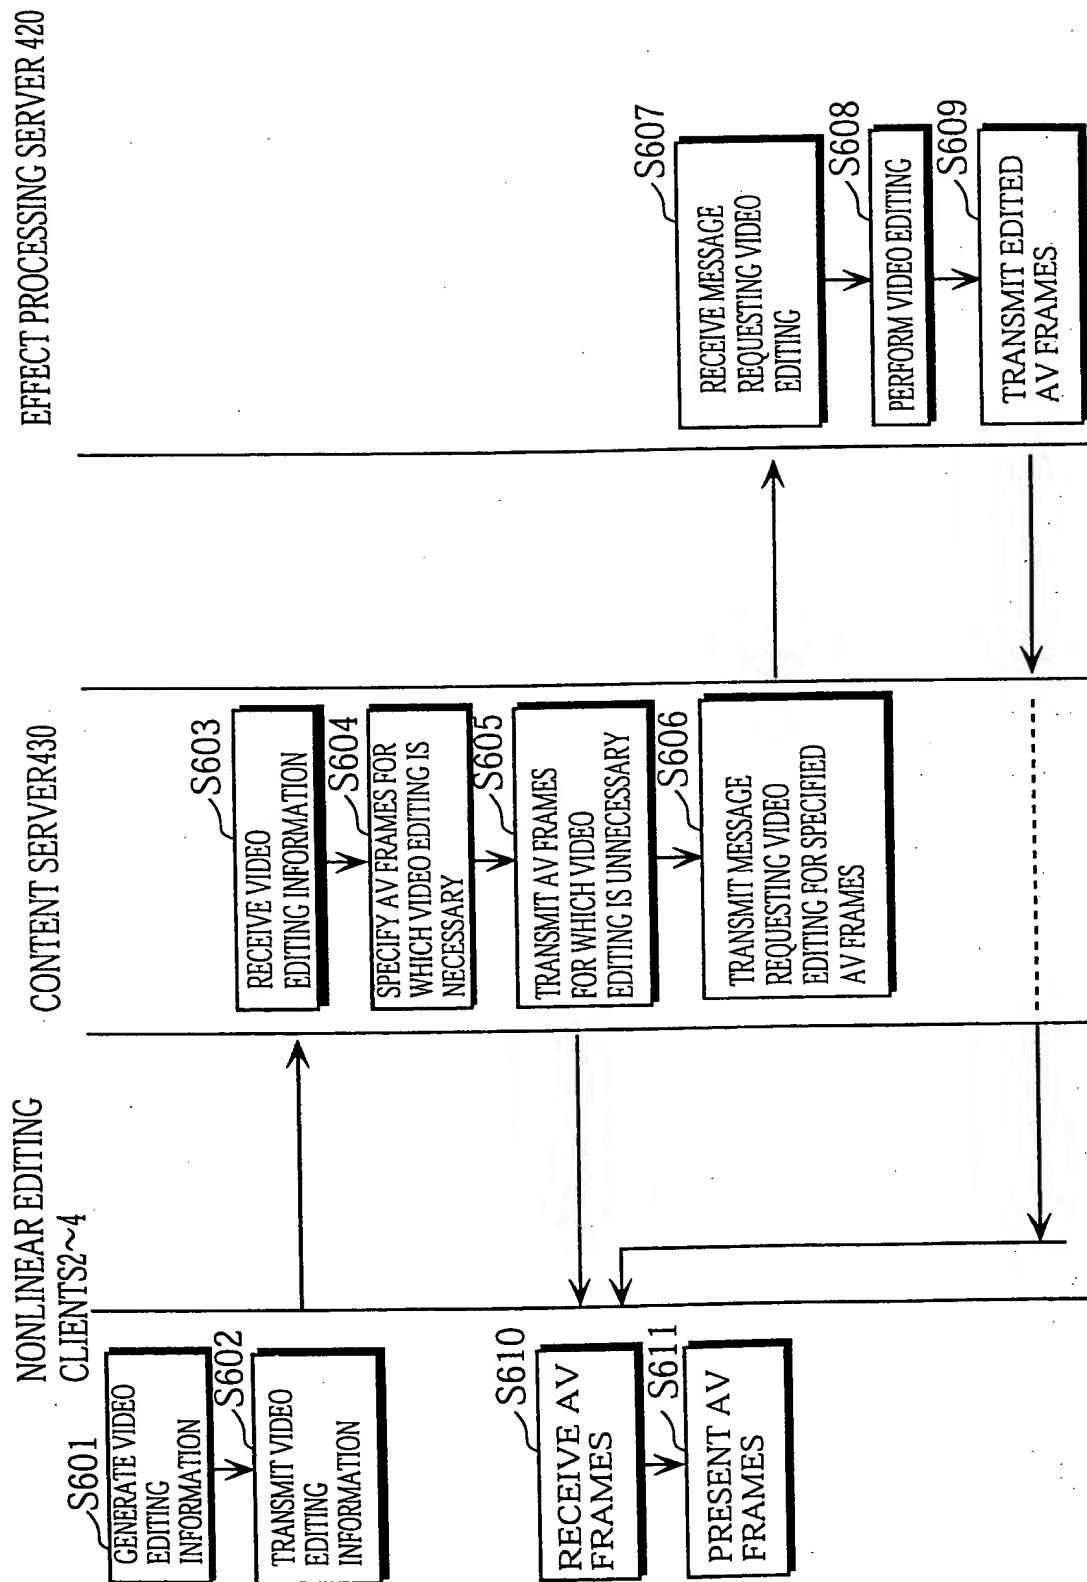 NONLINEAR EDITING
CLIENTS2~4
S601
GENERATE VIDEO
EDITING
INFORMATION
S602
TRANSMIT VIDEO
EDITING
INFORMATION
S610
RECEIVE AV
FRAMES
S611
PRESENT AV
FRAMES
CONTENT SERVER430
S603
RECEIVE VIDEO
EDITING INFORMATION
S604
SPECIFY AV FRAMES FOR
WHICH VIDEO EDITING IS
NECESSARY
S605
TRANSMIT AV FRAMES
FOR WHICH VIDEO
EDITING IS UNNECESSARY
S606
TRANSMIT MESSAGE
REQUESTING VIDEO
EDITING FOR SPECIFIED
AV FRAMES
EFFECT PROCESSING SERVER 420
S607
RECEIVE MESSAGE
REQUESTING VIDEO
EDITING
S608
PERFORM VIDEO EDITING
S609
TRANSMIT EDITED
AV FRAMES